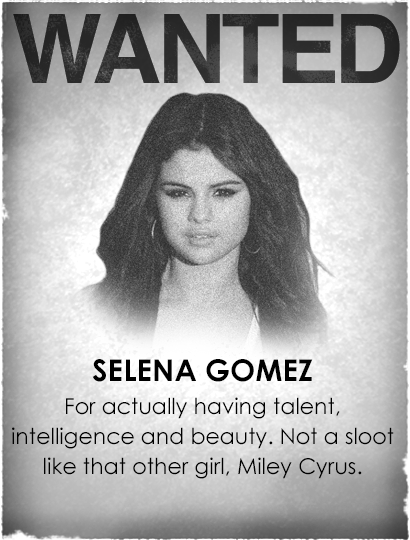 WANTED
SELENA GOMEZ
For actually having talent,
intelligence and beauty. Not a sloot
like that other girl, Miley Cyrus.